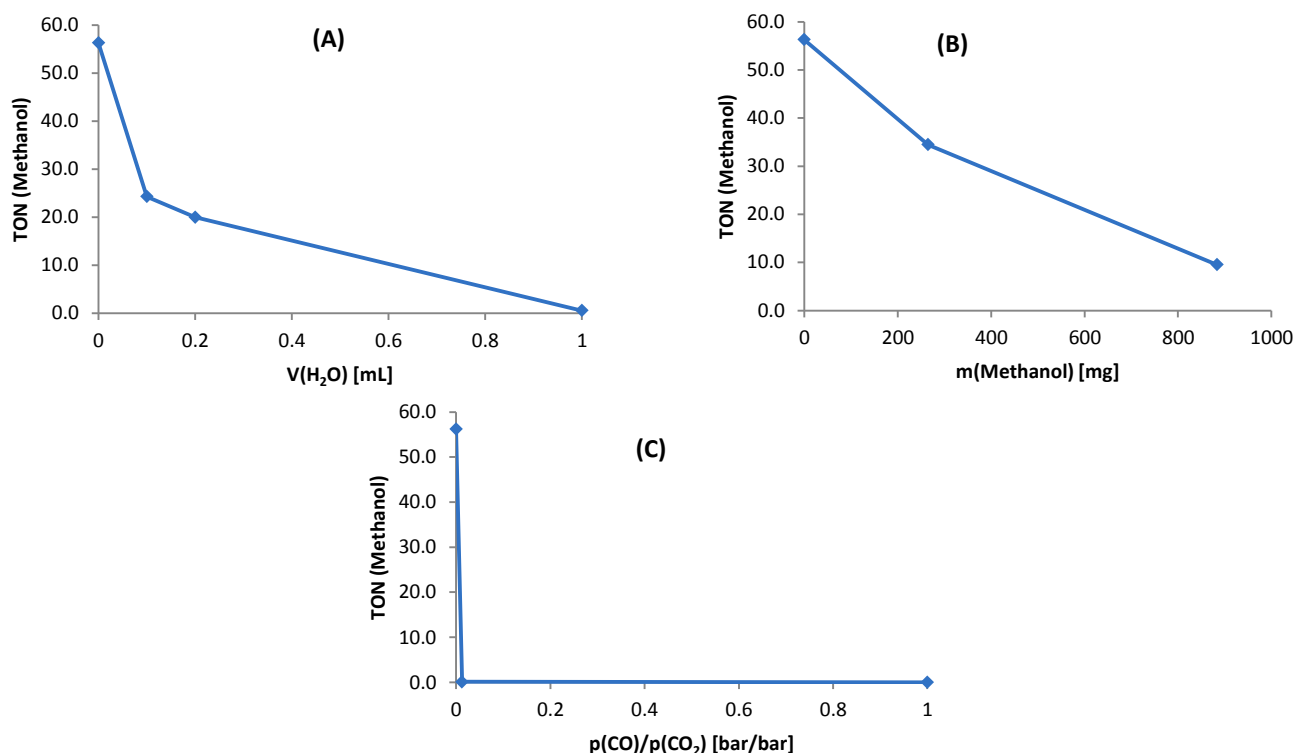 (A)
TON (Methanol)
60.0
50.0
40.0
30.0
20.0
10.0
0.0
0 0.2 0.4 0.6 0.8 1
V(H₂O) [mL]
(B)
TON (Methanol)
60.0
50.0
40.0
30.0
20.0
10.0
0.0
0 200 400 600 800 1000
m(Methanol) [mg]
(C)
TON (Methanol)
60.0
50.0
40.0
30.0
20.0
10.0
0.0
0 0.2 0.4 0.6 0.8 1
p(CO)/p(CO₂) [bar/bar]